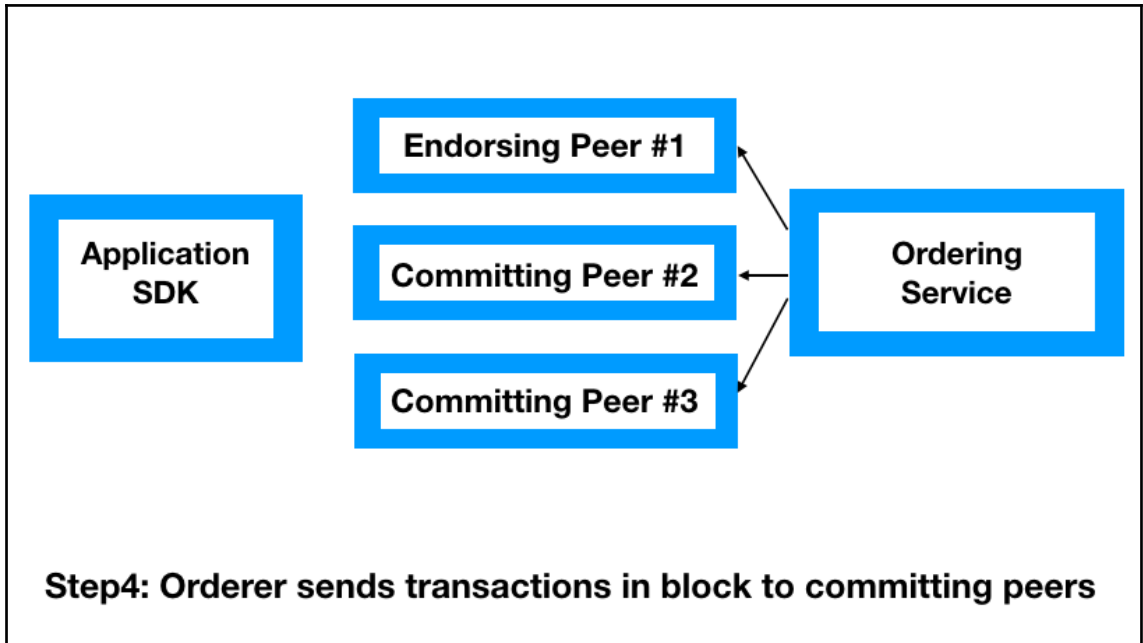 Endorsing Peer #1
Application
SDK
Committing Peer #2
Ordering
Service
Committing Peer #3
Step4: Orderer sends transactions in block to committing peers